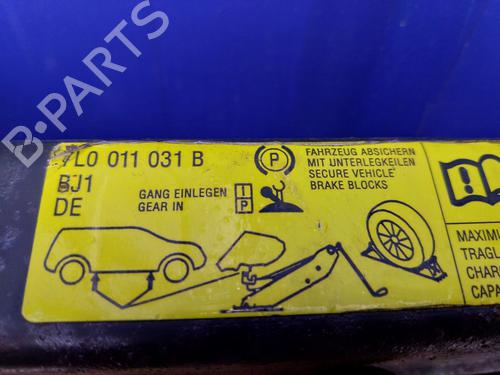 B-PARTS
7L0 011 031 B
BJ1
DE
GANG EINLEGEN
GEAR IN
I
P
P
FAHRZEUG ABSICHERN
MIT UNTERLEGKEILEN
SECURE VEHICLE
BRAKE BLOCKS
MAXIMU
TRAGL
CHAR
CAPA